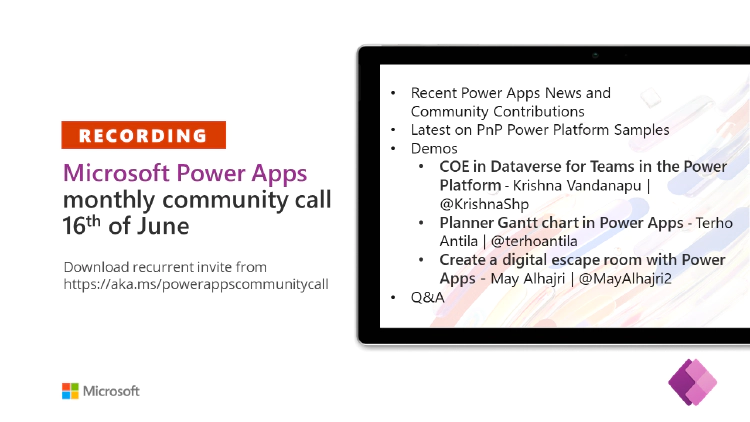 RECORDING
Microsoft Power Apps
monthly community call
16th of June
Download recurrent invite from
https://aka.ms/powerappscommunitycall
Microsoft
• Recent Power Apps News and
Community Contributions
• Latest on PnP Power Platform Samples
• Demos
• COE in Dataverse for Teams in the Power
Platform - Krishna Vandanapu |
@KrishnaShp
• Planner Gantt chart in Power Apps - Terho
Antila | @terhoantila
• Create a digital escape room with Power
Apps - May Alhajri | @MayAlhajri2
• Q&A